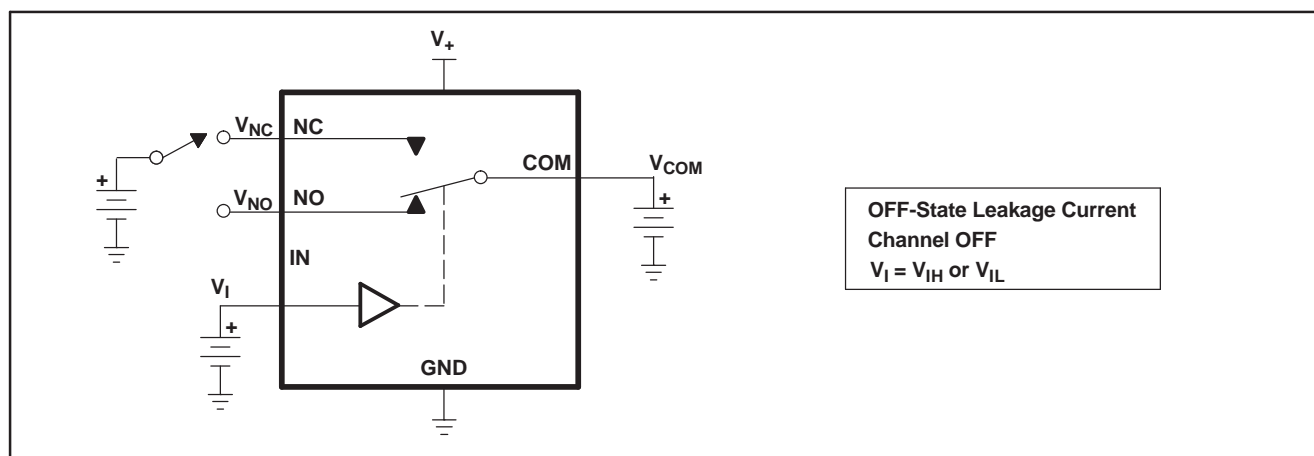 V+
VNC NC
+
VNO NO
COM VCOM
+
IN
VI
+
GND
OFF-State Leakage Current
Channel OFF
VI = VIH or VIL